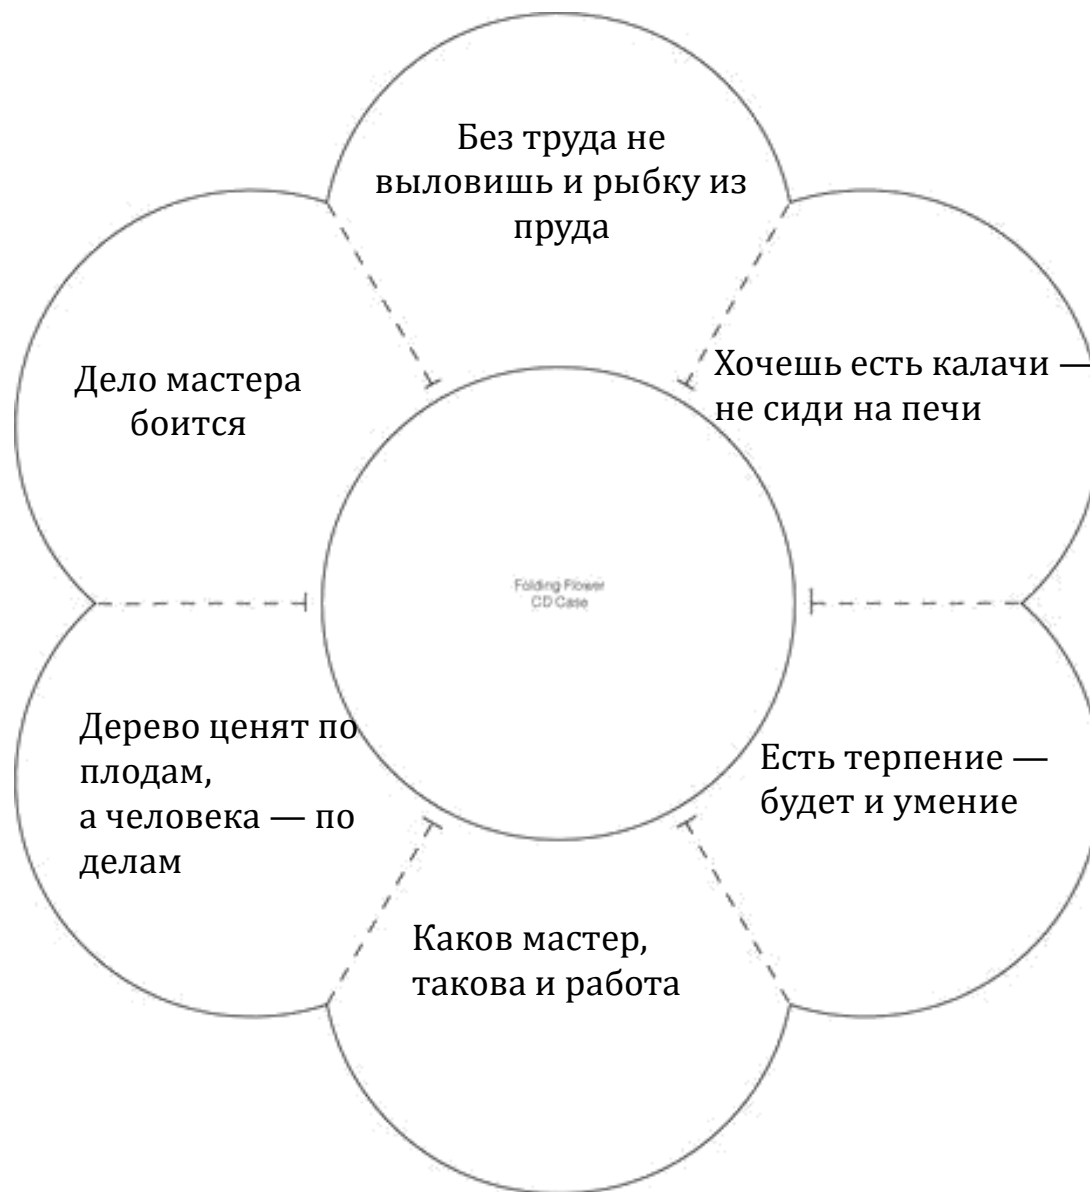 Без труда не
выловишь и рыбку из
пруда
Хочешь есть калачи —
не сиди на печи
Дело мастера
боится
Folding Flower
CD Case
Дерево ценят по
плодам,
а человека — по
делам
Есть терпение —
будет и умение
Каков мастер,
такова и работа